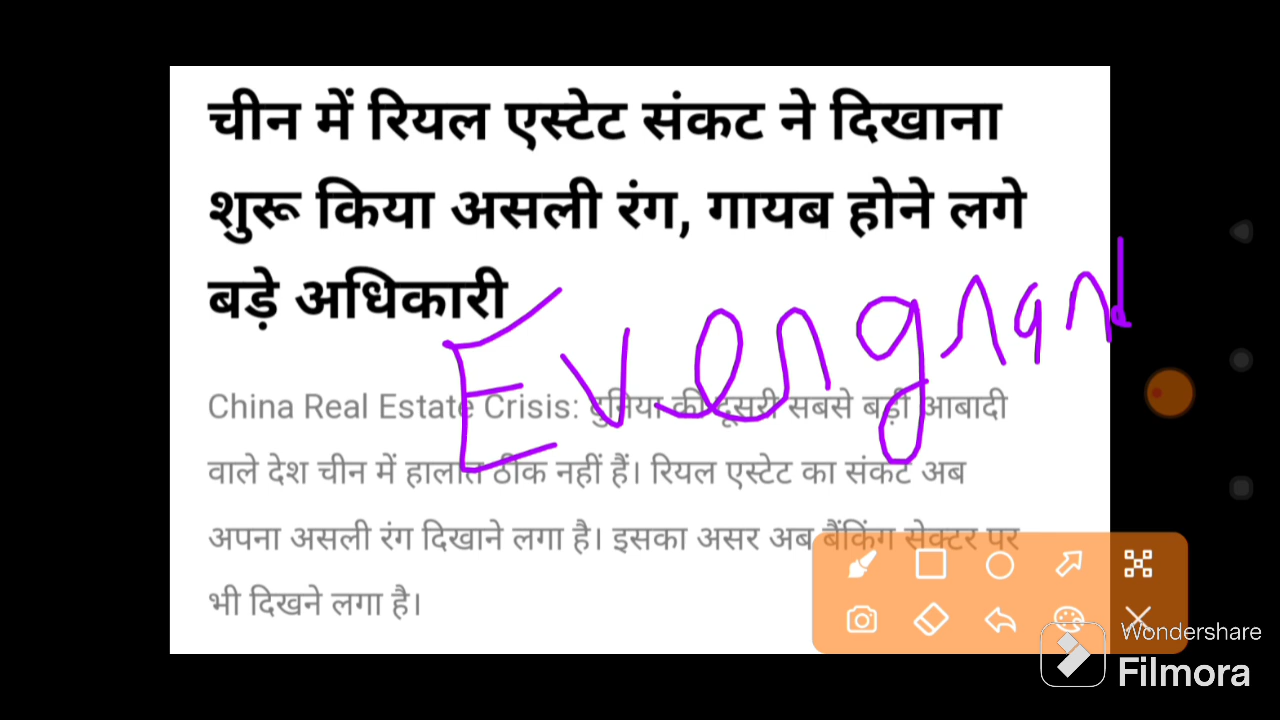 चीन में रियल एस्टेट संकट ने दिखाना
शुरू किया असली रंग, गायब होने लगे
बड़े अधिकारी
Evengrand
China Real Estate Crisis: दुनिया की दूसरी सबसे बड़ी आबादी
वाले देश चीन में हालात ठीक नहीं हैं। रियल एस्टेट का संकट अब
अपना असली रंग दिखाने लगा है। इसका असर अब बैंकिंग सेक्टर पर
भी दिखने लगा है।
Wondershare
Filmora